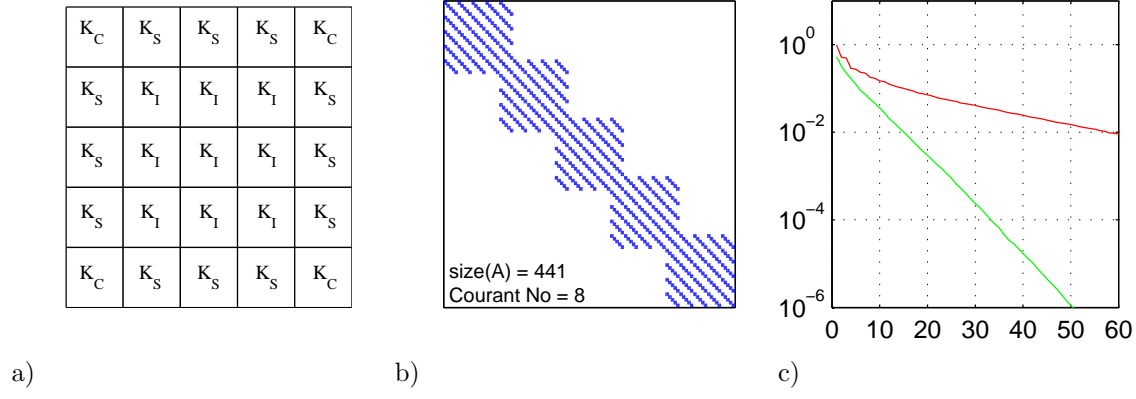 K_C K_S K_S K_S K_C
K_S K_I K_I K_I K_S
K_S K_I K_I K_I K_S
K_S K_I K_I K_I K_S
K_C K_S K_S K_S K_C
a)
size(A) = 441
Courant No = 8
b)
10^0
10^-2
10^-4
10^-6
0 10 20 30 40 50 60
c)